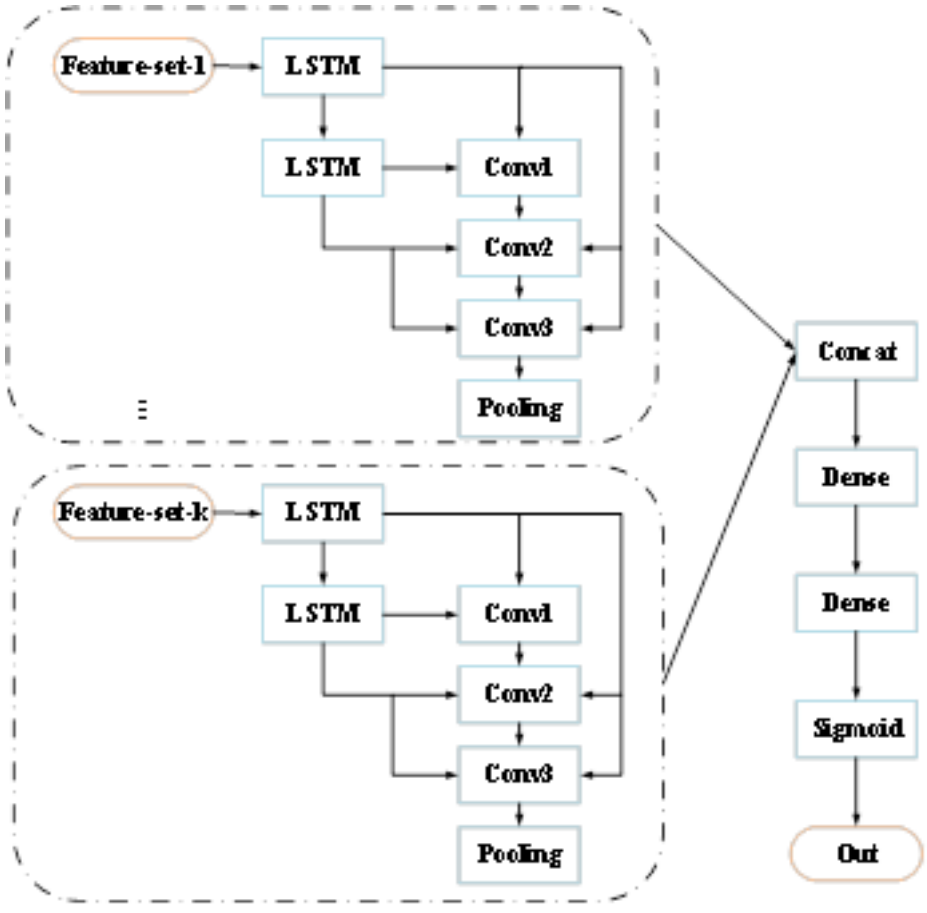 Feature-set-1
LSTM
LSTM
Conv1
Conv2
Conv3
Pooling
...
Feature-set-k
LSTM
LSTM
Conv1
Conv2
Conv3
Pooling
Concat
Dense
Dense
Sigmoid
Out